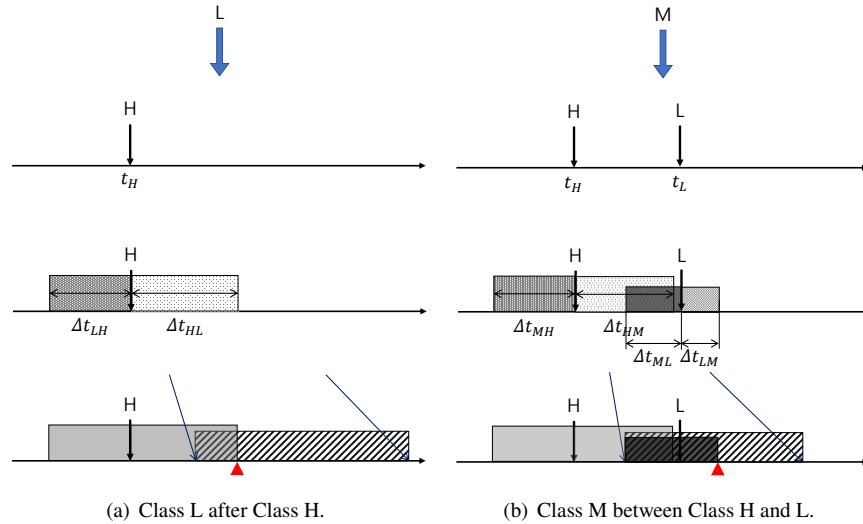 L
M
H
H
L
t_H
t_H
t_L
H
H
L
Δt_LH
Δt_HL
Δt_MH
Δt_HM
Δt_ML
Δt_LM
H
H
L
(a) Class L after Class H.
(b) Class M between Class H and L.